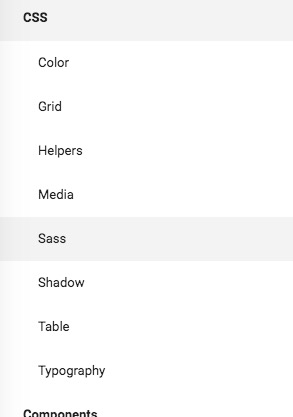 CSS
Color
Grid
Helpers
Media
Sass
Shadow
Table
Typography
Components